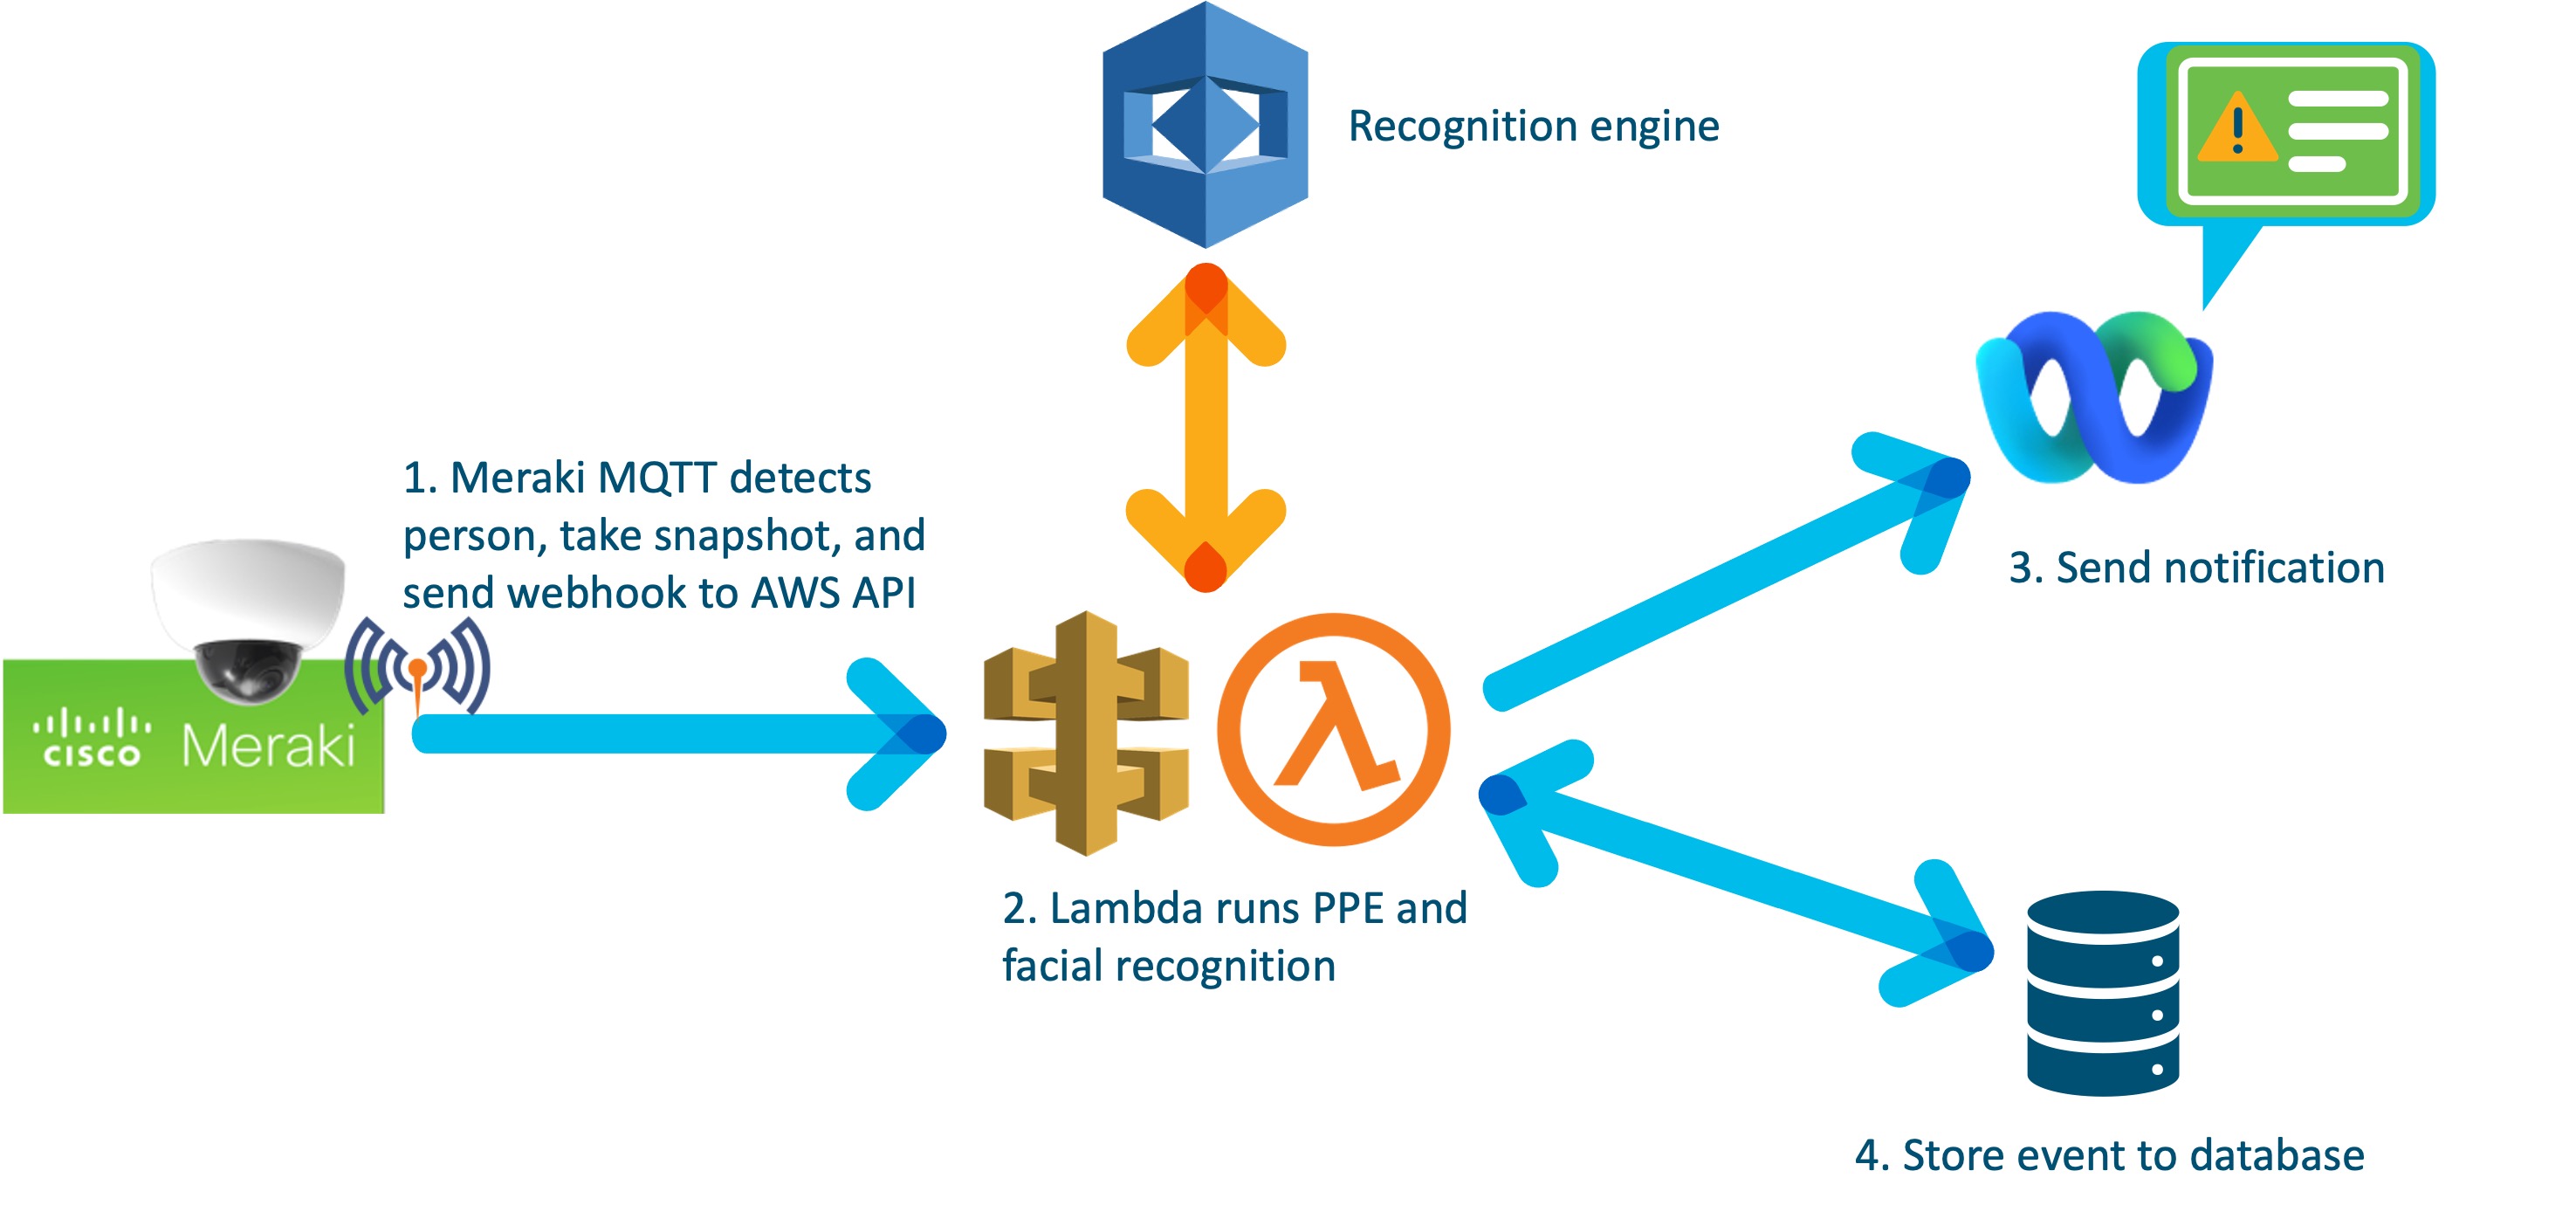 Recognition engine
1. Meraki MQTT detects
person, take snapshot, and
send webhook to AWS API
CISCO Meraki
2. Lambda runs PPE and
facial recognition
3. Send notification
4. Store event to database